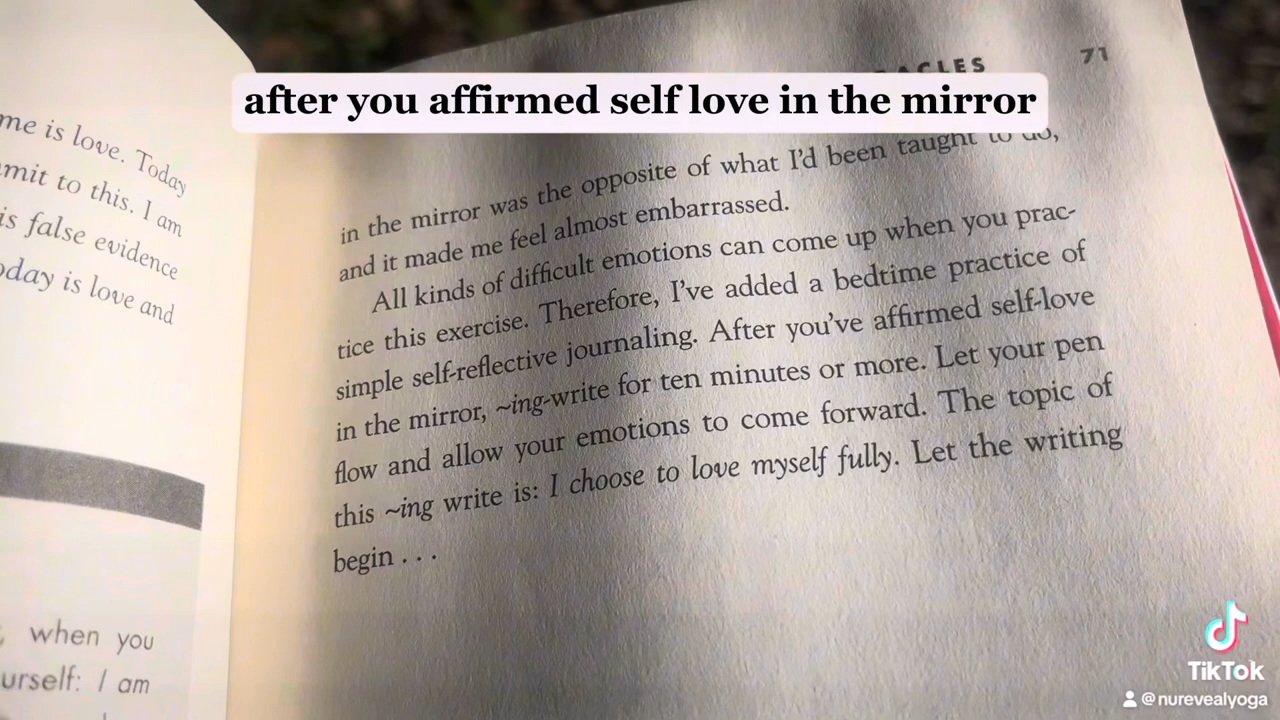 after you affirmed self love in the mirror
me is love. Today
mit to this. I am
is false evidence
oday is love and
when you
urself: I am
ACLES 71
in the mirror was the opposite of what I'd been taught to do,
and it made me feel almost embarrassed.
All kinds of difficult emotions can come up when you prac-
tice this exercise. Therefore, I've added a bedtime practice of
simple self-reflective journaling. After you've affirmed self-love
in the mirror, ~ing-write for ten minutes or more. Let your pen
flow and allow your emotions to come forward. The topic of
this ~ing write is: I choose to love myself fully. Let the writing
begin . . .
TikTok
@nurevealyoga